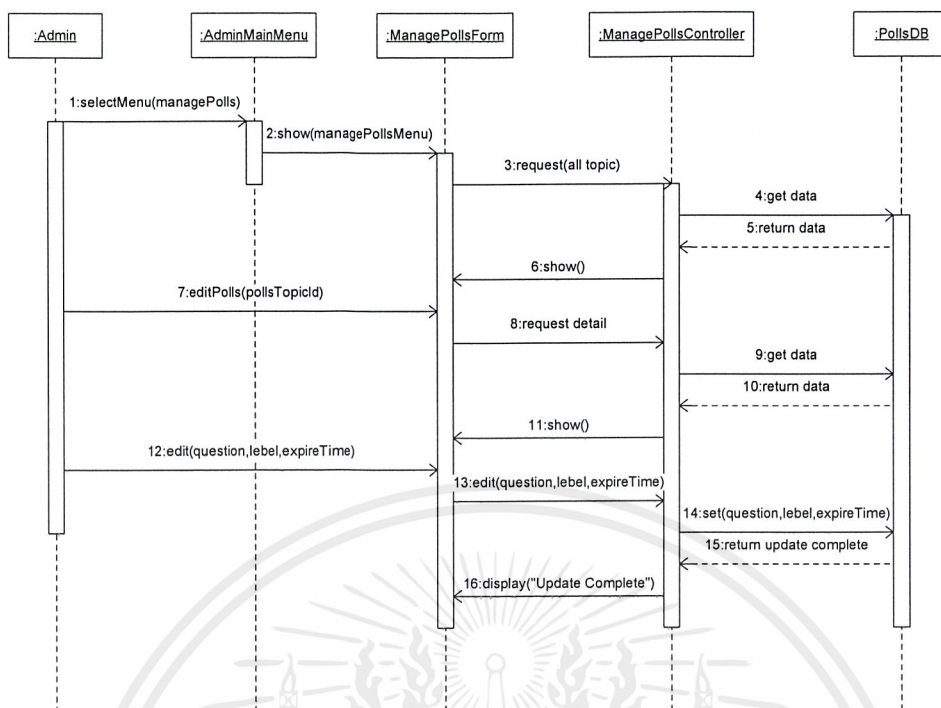 :Admin
:AdminMainMenu
:ManagePollsForm
:ManagePollsController
:PollsDB
1:selectMenu(managePolls)
2:show(managePollsMenu)
3:request(all topic)
4:get data
5:return data
6:show()
7:editPolls(pollsTopicId)
8:request detail
9:get data
10:return data
11:show()
12:edit(question,lebel,expireTime)
13:edit(question,lebel,expireTime)
14:set(question,lebel,expireTime)
15:return update complete
16:display("Update Complete")